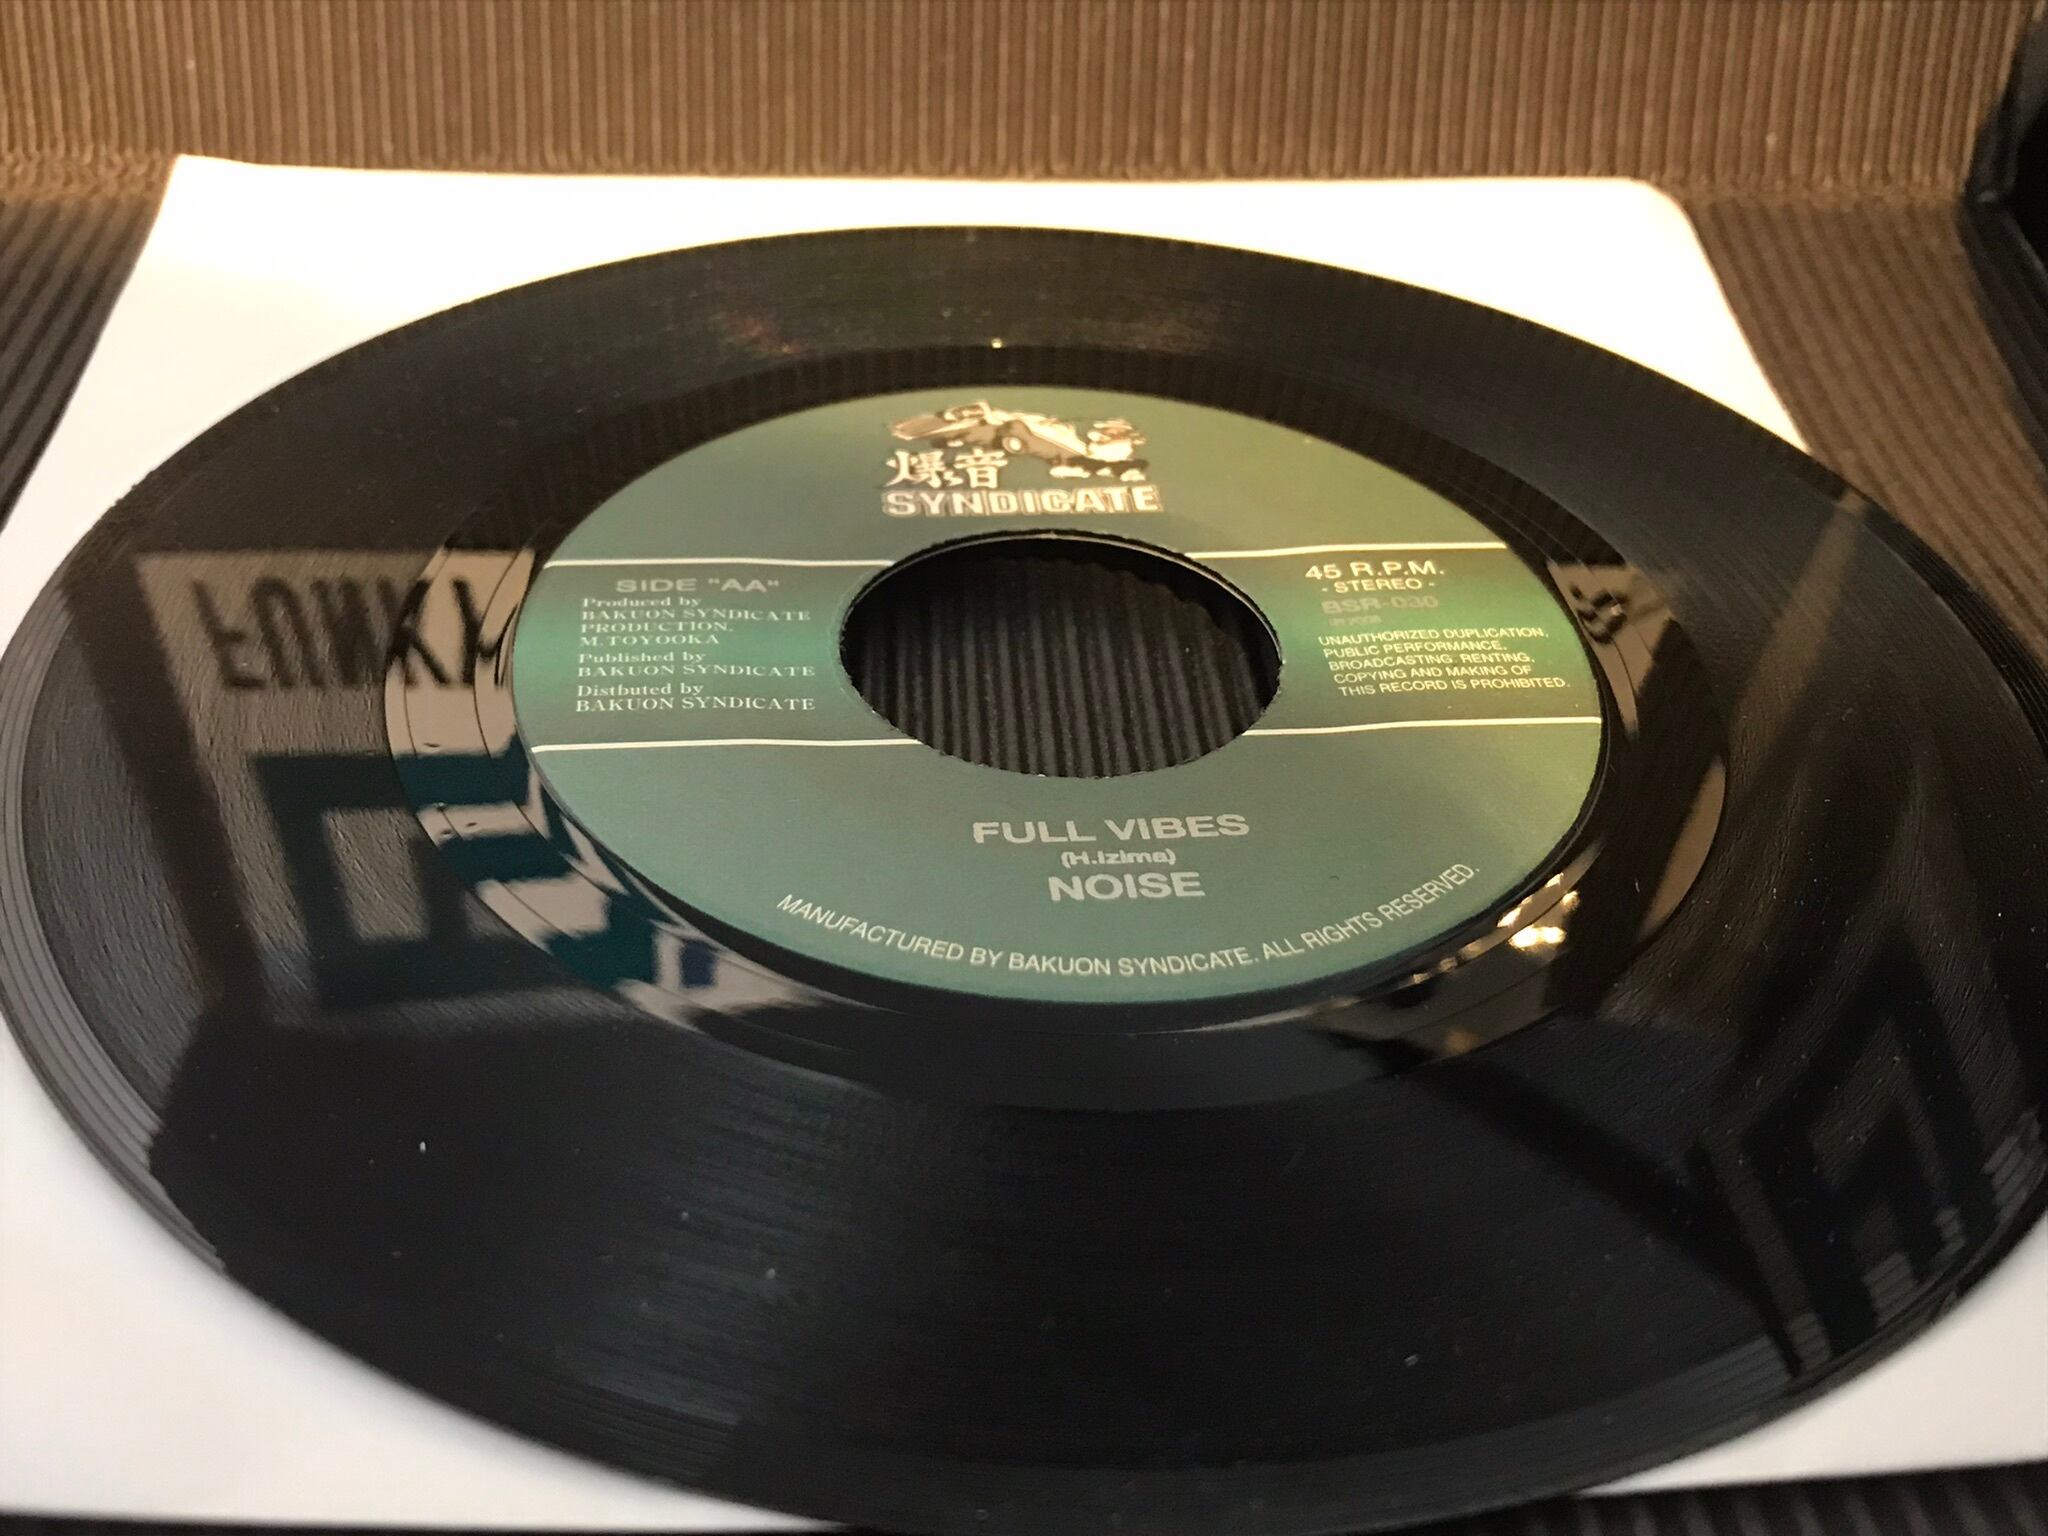 爆音
SYNDICATE
SIDE "AA"
Produced by
BAKUON SYNDICATE
PRODUCTION.
M.TOYOOKA
Published by
BAKUON SYNDICATE
Distbuted by
BAKUON SYNDICATE
45 R.P.M.
- STEREO -
BSR-030
UNAUTHORIZED DUPLICATION,
PUBLIC PERFORMANCE,
BROADCASTING RENTING,
COPYING AND MAKING OF
THIS RECORD IS PROHIBITED.
FULL VIBES
(H.Izima)
NOISE
MANUFACTURED BY BAKUON SYNDICATE. ALL RIGHTS RESERVED.
FUNKY